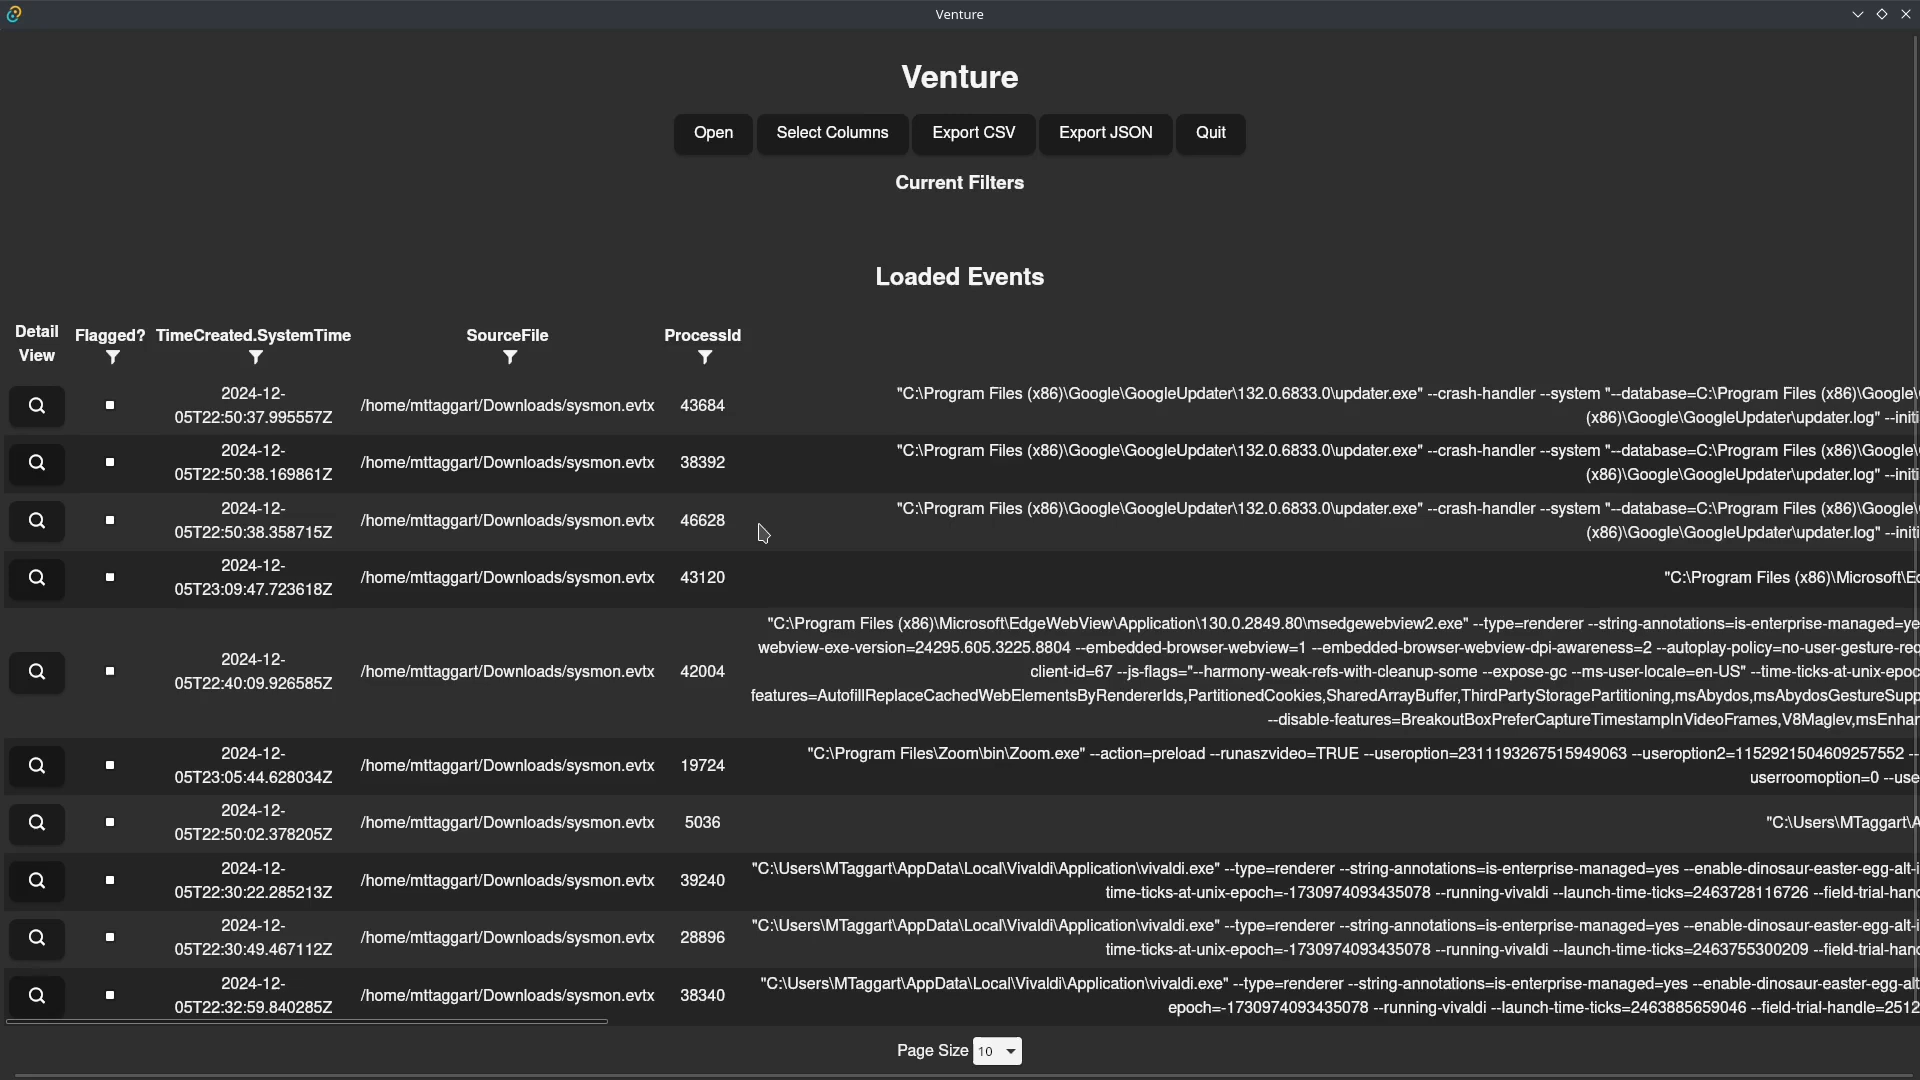 Venture
Venture
Open Select Columns Export CSV Export JSON Quit
Current Filters
Loaded Events
Detail View Flagged? TimeCreated.SystemTime SourceFile ProcessId
2024-12-
05T22:50:37.995557Z
/home/mttaggart/Downloads/sysmon.evtx
43684
"C:\Program Files (x86)\Google\GoogleUpdater\132.0.6833.0\updater.exe" --crash-handler --system "--database=C:\Program Files (x86)\Google\
(x86)\Google\GoogleUpdater\updater.log" --initi
2024-12-
05T22:50:38.169861Z
/home/mttaggart/Downloads/sysmon.evtx
38392
"C:\Program Files (x86)\Google\GoogleUpdater\132.0.6833.0\updater.exe" --crash-handler --system "--database=C:\Program Files (x86)\Google\
(x86)\Google\GoogleUpdater\updater.log" --initi
2024-12-
05T22:50:38.358715Z
/home/mttaggart/Downloads/sysmon.evtx
46628
"C:\Program Files (x86)\Google\GoogleUpdater\132.0.6833.0\updater.exe" --crash-handler --system "--database=C:\Program Files (x86)\Google\
(x86)\Google\GoogleUpdater\updater.log" --initi
2024-12-
05T23:09:47.723618Z
/home/mttaggart/Downloads/sysmon.evtx
43120
"C:\Program Files (x86)\Microsoft\Ed
2024-12-
05T22:40:09.926585Z
/home/mttaggart/Downloads/sysmon.evtx
42004
"C:\Program Files (x86)\Microsoft\EdgeWebView\Application\130.0.2849.80\msedgewebview2.exe" --type=renderer --string-annotations=is-enterprise-managed=ye
webview-exe-version=24295.605.3225.8804 --embedded-browser-webview=1 --embedded-browser-webview-dpi-awareness=2 --autoplay-policy=no-user-gesture-req
client-id=67 --js-flags="--harmony-weak-refs-with-cleanup-some --expose-gc --ms-user-locale=en-US" --time-ticks-at-unix-epoc
features=AutofillReplaceCachedWebElementsByRendererIds,PartitionedCookies,SharedArrayBuffer,ThirdPartyStoragePartitioning,msAbydos,msAbydosGestureSupp
--disable-features=BreakoutBoxPreferCaptureTimestampInVideoFrames,V8Maglev,msEnhan
2024-12-
05T23:05:44.628034Z
/home/mttaggart/Downloads/sysmon.evtx
19724
"C:\Program Files\Zoom\bin\Zoom.exe" --action=preload --runaszvideo=TRUE --useroption=2311193267515949063 --useroption2=1152921504609257552 --
userroomoption=0 --use
2024-12-
05T22:50:02.378205Z
/home/mttaggart/Downloads/sysmon.evtx
5036
"C:\Users\MTaggart\A
2024-12-
05T22:30:22.285213Z
/home/mttaggart/Downloads/sysmon.evtx
39240
"C:\Users\MTaggart\AppData\Local\Vivaldi\Application\vivaldi.exe" --type=renderer --string-annotations=is-enterprise-managed=yes --enable-dinosaur-easter-egg-alt-i
time-ticks-at-unix-epoch=-1730974093435078 --running-vivaldi --launch-time-ticks=2463728116726 --field-trial-hand
2024-12-
05T22:30:49.467112Z
/home/mttaggart/Downloads/sysmon.evtx
28896
"C:\Users\MTaggart\AppData\Local\Vivaldi\Application\vivaldi.exe" --type=renderer --string-annotations=is-enterprise-managed=yes --enable-dinosaur-easter-egg-alt-i
time-ticks-at-unix-epoch=-1730974093435078 --running-vivaldi --launch-time-ticks=2463755300209 --field-trial-hand
2024-12-
05T22:32:59.840285Z
/home/mttaggart/Downloads/sysmon.evtx
38340
"C:\Users\MTaggart\AppData\Local\Vivaldi\Application\vivaldi.exe" --type=renderer --string-annotations=is-enterprise-managed=yes --enable-dinosaur-easter-egg-alt
epoch=-1730974093435078 --running-vivaldi --launch-time-ticks=2463885659046 --field-trial-handle=2512
Page Size 10